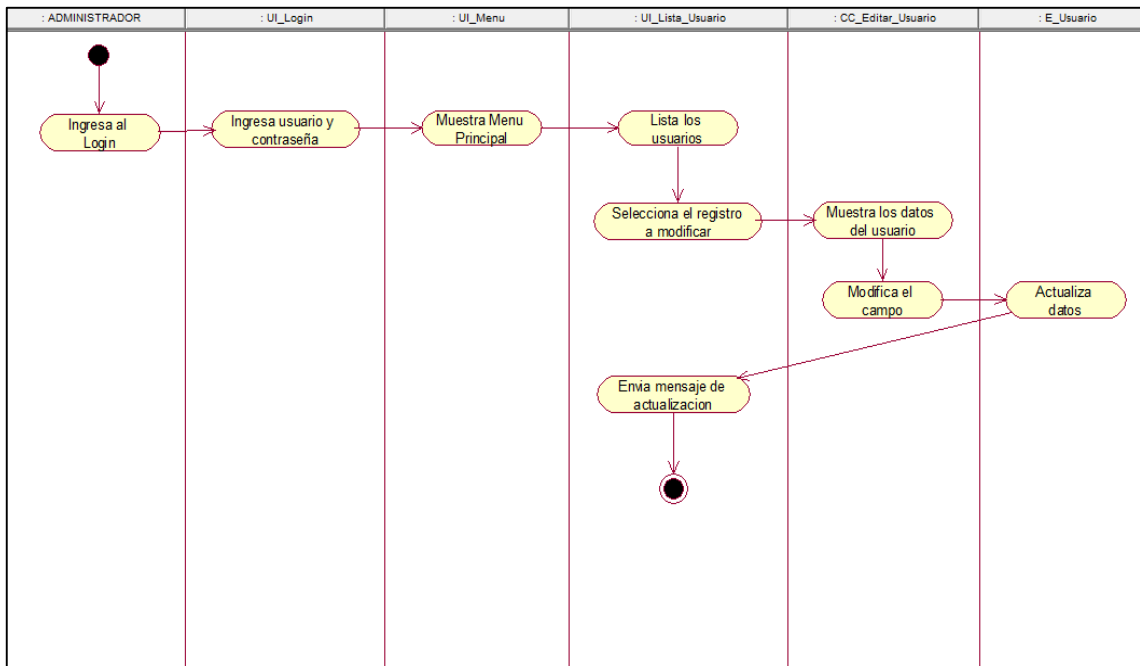 : ADMINISTRADOR
: UI_Login
: UI_Menu
: UI_Lista_Usuario
: CC_Editar_Usuario
: E_Usuario
Ingresa al
Login
Ingresa usuario y
contraseña
Muestra Menu
Principal
Lista los
usuarios
Selecciona el registro
a modificar
Muestra los datos
del usuario
Modifica el
campo
Actualiza
datos
Envia mensaje de
actualizacion